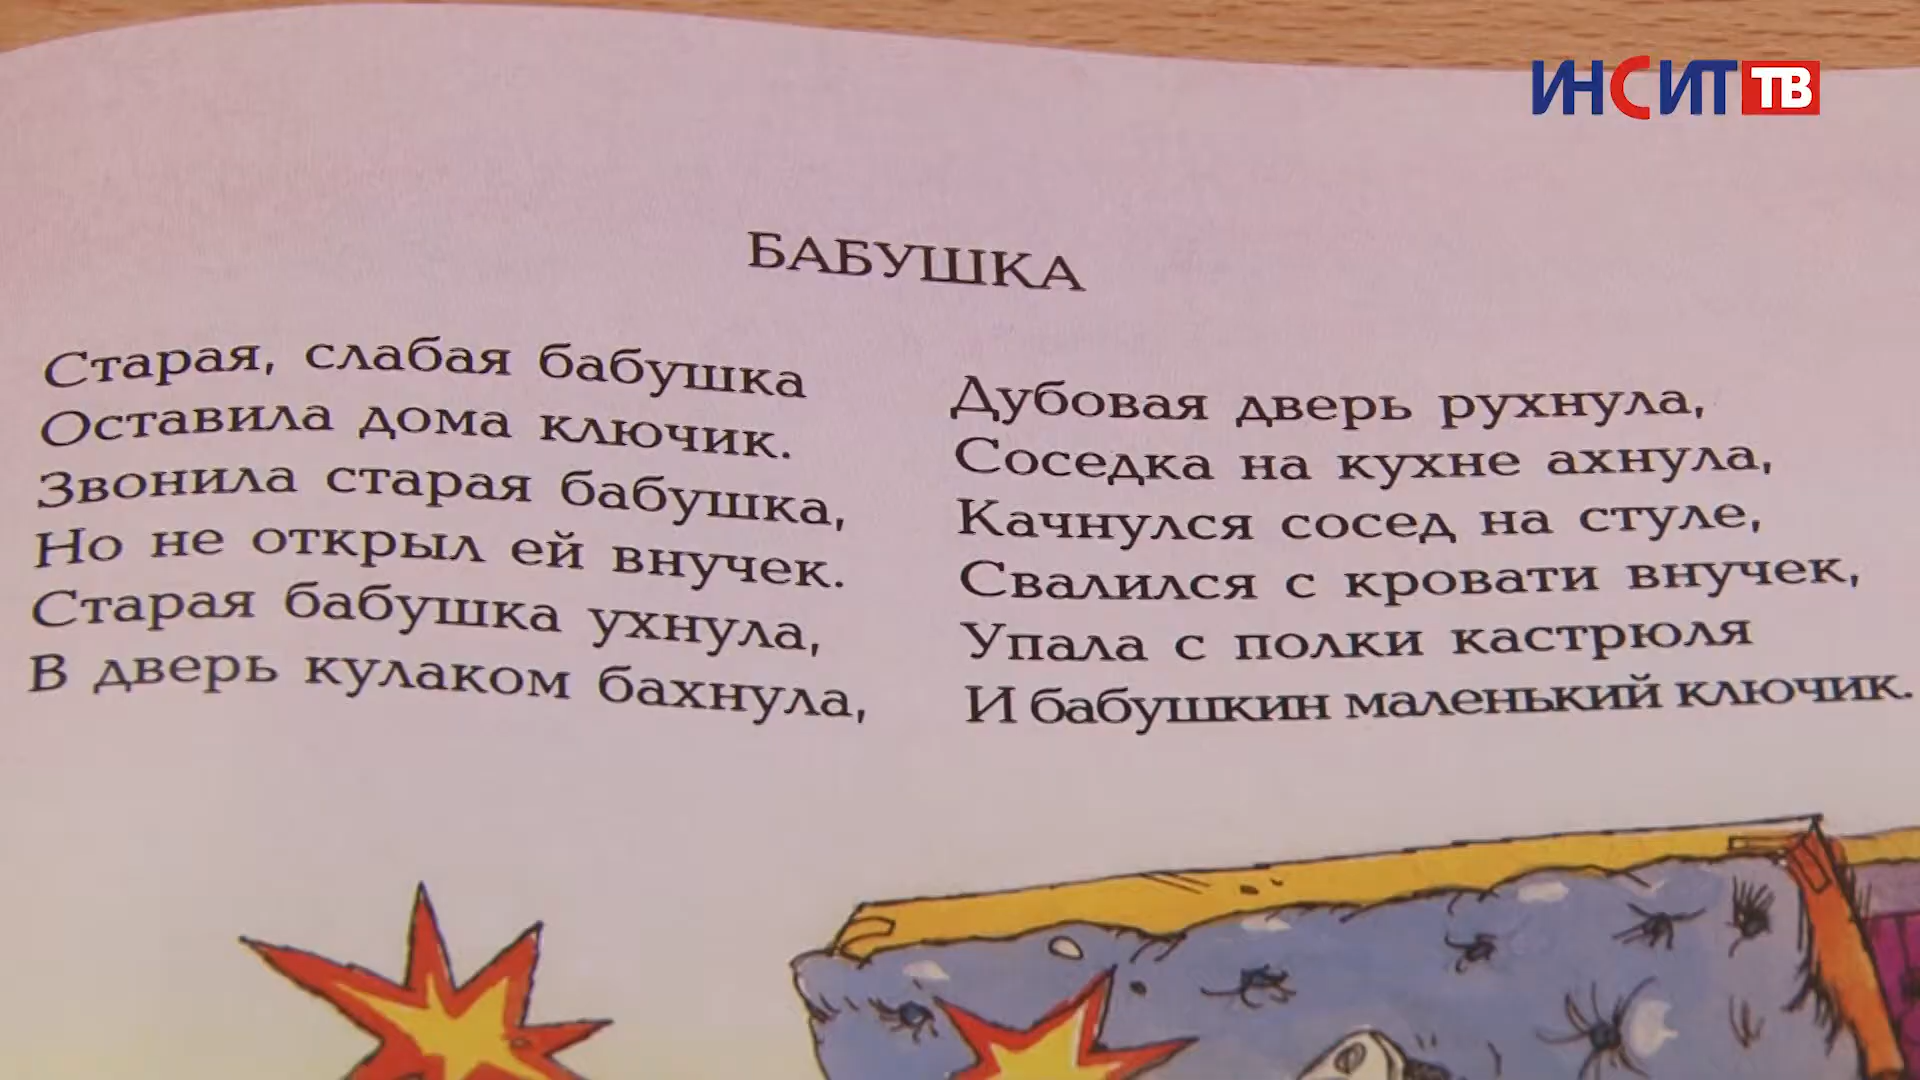 ИНСИТ ТВ
БАБУШКА
Старая, слабая бабушка
Оставила дома ключик.
Звонила старая бабушка,
Но не открыл ей внучек.
Старая бабушка ухнула,
В дверь кулаком бахнула,
Дубовая дверь рухнула,
Соседка на кухне ахнула,
Качнулся сосед на стуле,
Свалился с кровати внучек,
Упала с полки кастрюля
И бабушкин маленький ключик.